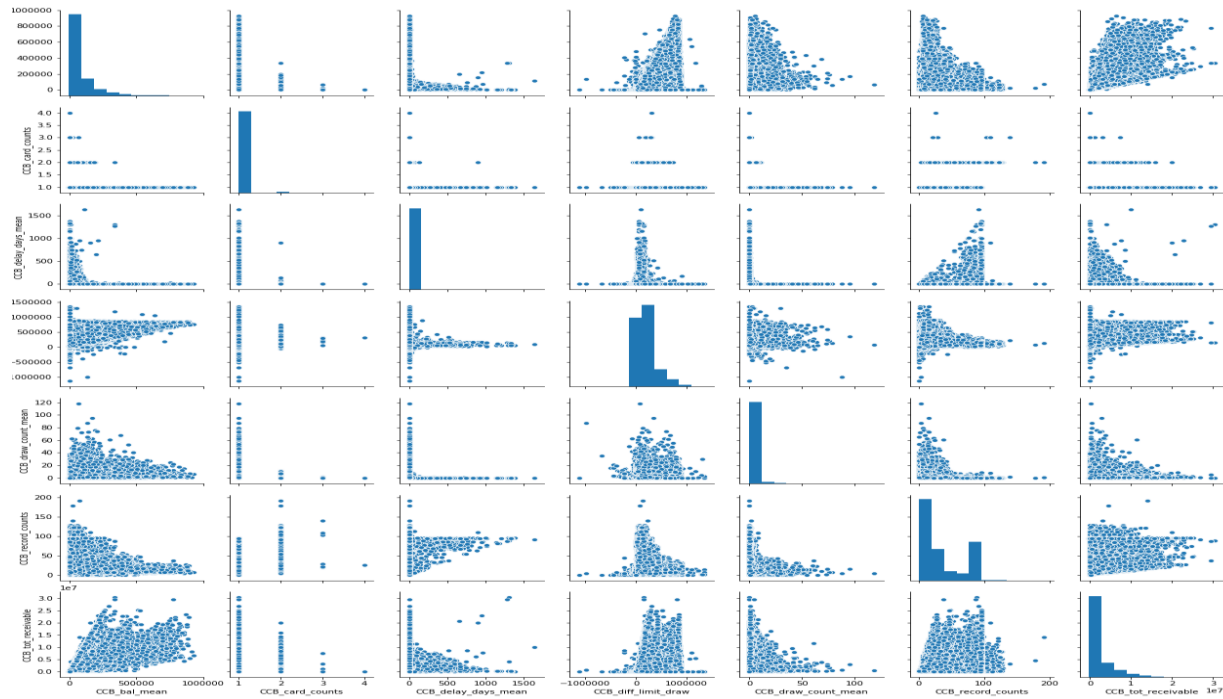 1000000
800000
600000
400000
200000
0
CCB_card_counts
4.0
3.5
3.0
2.5
2.0
1.5
1.0
CCB_delay_days_mean
1500
1000
500
0
CCB_diff_limit_draw
1500000
1000000
500000
0
−500000
1000000
CCB_draw_count_mean
120
100
80
60
40
20
0
CCB_record_counts
200
150
100
50
0
1e7
CCB_tot_receivable
3.0
2.5
2.0
1.5
1.0
0.5
0.0
0 500000 1000000
CCB_bal_mean
1 2 3 4
CCB_card_counts
0 500 1000 1500
CCB_delay_days_mean
−1000000 0 1000000
CCB_diff_limit_draw
0 50 100
CCB_draw_count_mean
0 100 200
CCB_record_counts
0 1 2 3
CCB_tot_receivable